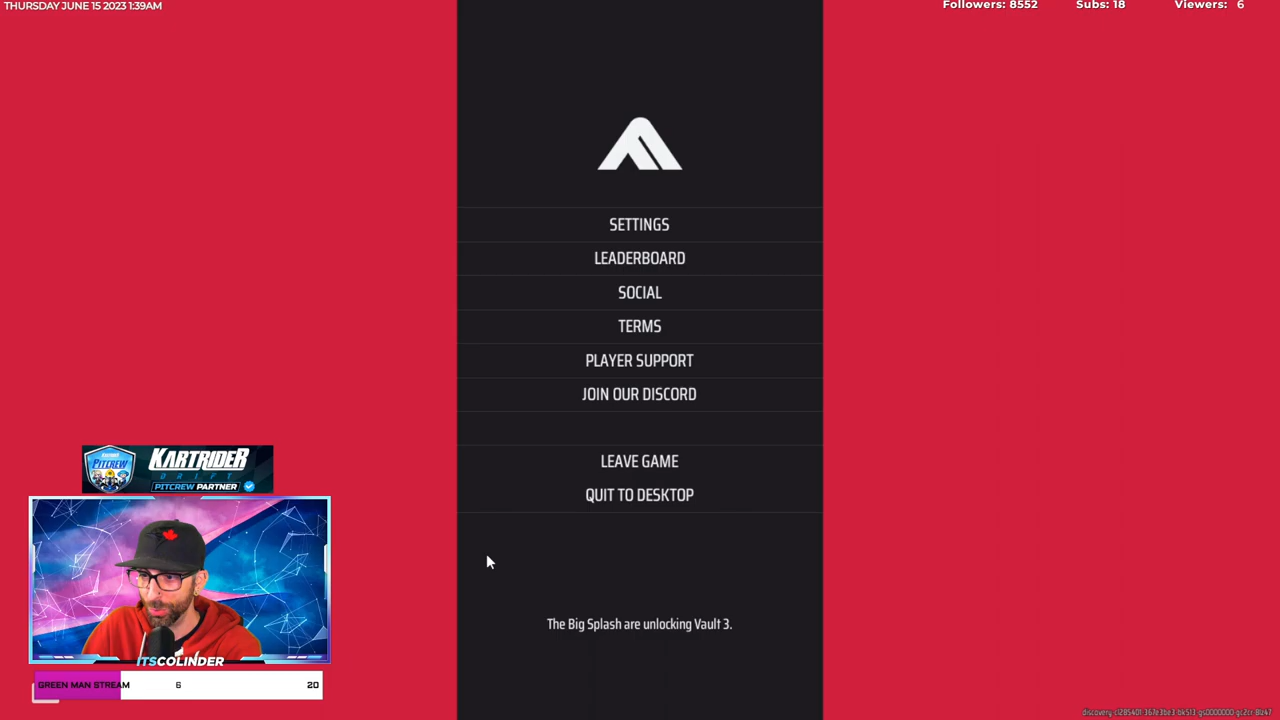 THURSDAY JUNE 15 2023 1:39AM
Followers: 8552 Subs: 18 Viewers: 6
SETTINGS
LEADERBOARD
SOCIAL
TERMS
PLAYER SUPPORT
JOIN OUR DISCORD
LEAVE GAME
QUIT TO DESKTOP
The Big Splash are unlocking Vault 3.
PITCREW
KARTRIDER
DRIFT
PITCREW PARTNER
ITSCOLINDER
GREEN MAN STREAM 6 20